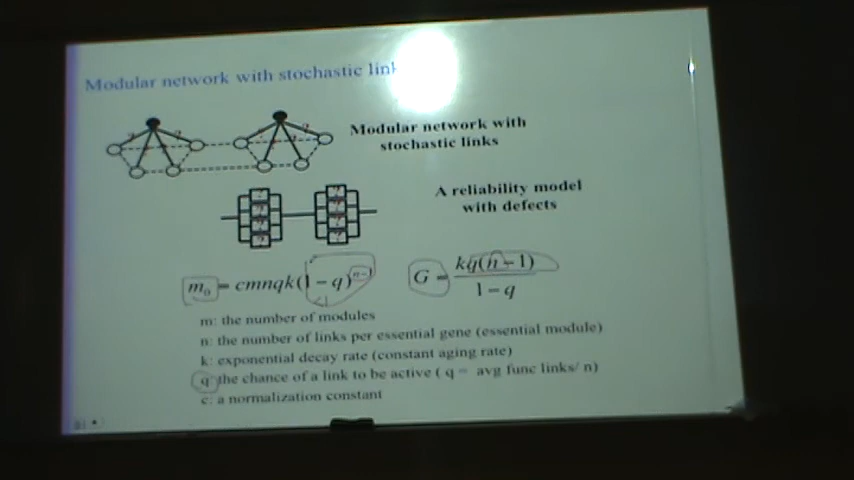 Modular network with stochastic link
Modular network with
stochastic links
A reliability model
with defects
? ?
? ?
? ?
? ?
m₀ = cmnqk(1 − q)ⁿ⁻¹
G = kq(n − 1) / 1 − q
m: the number of modules
n: the number of links per essential gene (essential module)
k: exponential decay rate (constant aging rate)
q: the chance of a link to be active ( q = avg func links/ n)
c: a normalization constant